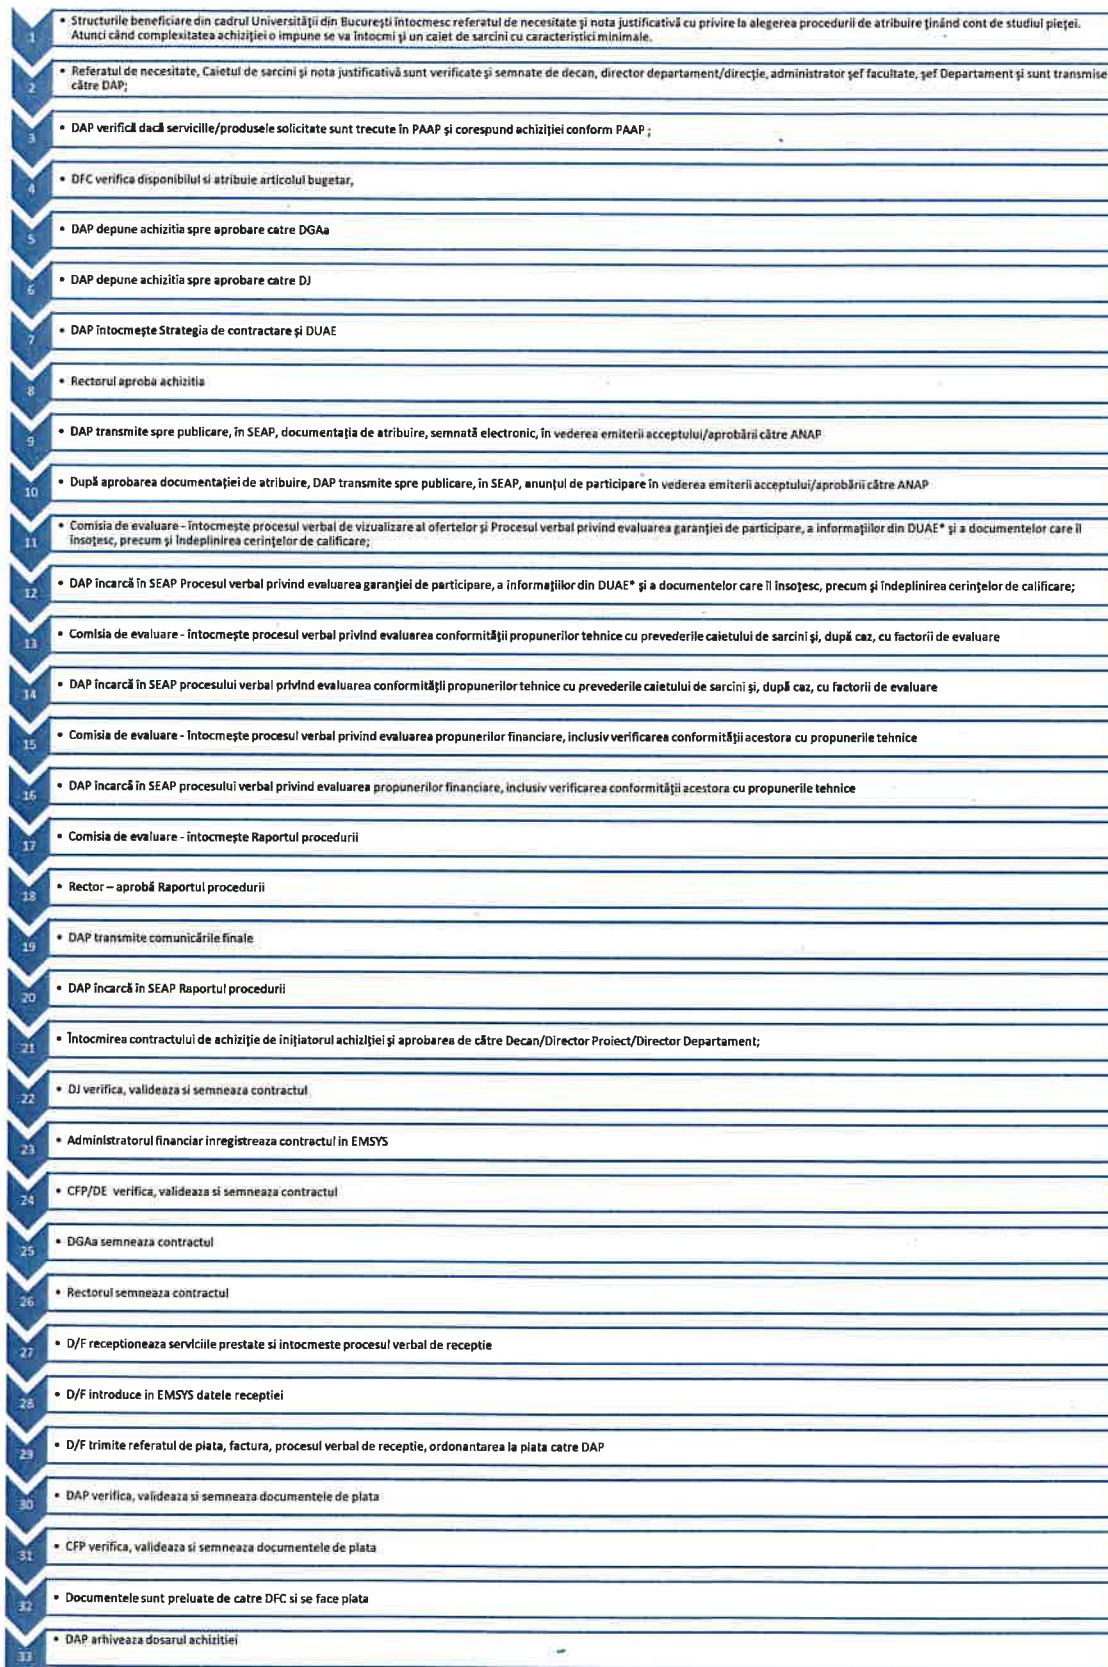 1
• Structurile beneficiare din cadrul Universității din București întocmesc referatul de necesitate și nota justificativă cu privire la alegerea procedurii de atribuire ținând cont de studiul pieței.
Atunci când complexitatea achiziției o impune se va întocmi și un caiet de sarcini cu caracteristici minimale.
2
• Referatul de necesitate, Caietul de sarcini și nota justificativă sunt verificate și semnate de decan, director departament/direcție, administrator șef facultate, șef Departament și sunt transmise
către DAP;
3
• DAP verifică dacă serviciile/produsele solicitate sunt trecute în PAAP și corespund achiziției conform PAAP ;
4
• DFC verifica disponibilul si atribuie articolul bugetar,
5
• DAP depune achizitia spre aprobare catre DGAa
6
• DAP depune achizitia spre aprobare catre DJ
7
• DAP întocmește Strategia de contractare și DUAE
8
• Rectorul aproba achizitia
9
• DAP transmite spre publicare, în SEAP, documentația de atribuire, semnată electronic, în vederea emiterii acceptului/aprobării către ANAP
10
• După aprobarea documentației de atribuire, DAP transmite spre publicare, în SEAP, anunțul de participare în vederea emiterii acceptului/aprobării către ANAP
11
• Comisia de evaluare - întocmește procesul verbal de vizualizare al ofertelor și Procesul verbal privind evaluarea garanției de participare, a informațiilor din DUAE* și a documentelor care îl
însoțesc, precum și îndeplinirea cerințelor de calificare;
12
• DAP încarcă în SEAP Procesul verbal privind evaluarea garanției de participare, a informațiilor din DUAE* și a documentelor care îl însoțesc, precum și îndeplinirea cerințelor de calificare;
13
• Comisia de evaluare - întocmește procesul verbal privind evaluarea conformității propunerilor tehnice cu prevederile caietului de sarcini și, după caz, cu factorii de evaluare
14
• DAP încarcă în SEAP procesului verbal privind evaluarea conformității propunerilor tehnice cu prevederile caietului de sarcini și, după caz, cu factorii de evaluare
15
• Comisia de evaluare - întocmește procesul verbal privind evaluarea propunerilor financiare, inclusiv verificarea conformității acestora cu propunerile tehnice
16
• DAP încarcă în SEAP procesului verbal privind evaluarea propunerilor financiare, inclusiv verificarea conformității acestora cu propunerile tehnice
17
• Comisia de evaluare - întocmește Raportul procedurii
18
• Rector – aprobă Raportul procedurii
19
• DAP transmite comunicările finale
20
• DAP încarcă în SEAP Raportul procedurii
21
• Întocmirea contractului de achiziție de inițiatorul achiziției și aprobarea de către Decan/Director Proiect/Director Departament;
22
• DJ verifica, valideaza si semneaza contractul
23
• Administratorul financiar inregistreaza contractul in EMSYS
24
• CFP/DE verifica, valideaza si semneaza contractul
25
• DGAa semneaza contractul
26
• Rectorul semneaza contractul
27
• D/F receptioneaza serviciile prestate si intocmeste procesul verbal de receptie
28
• D/F introduce in EMSYS datele receptiei
29
• D/F trimite referatul de plata, factura, procesul verbal de receptie, ordonantarea la plata catre DAP
30
• DAP verifica, valideaza si semneaza documentele de plata
31
• CFP verifica, valideaza si semneaza documentele de plata
32
• Documentele sunt preluate de catre DFC si se face plata
33
• DAP arhiveaza dosarul achizitiei